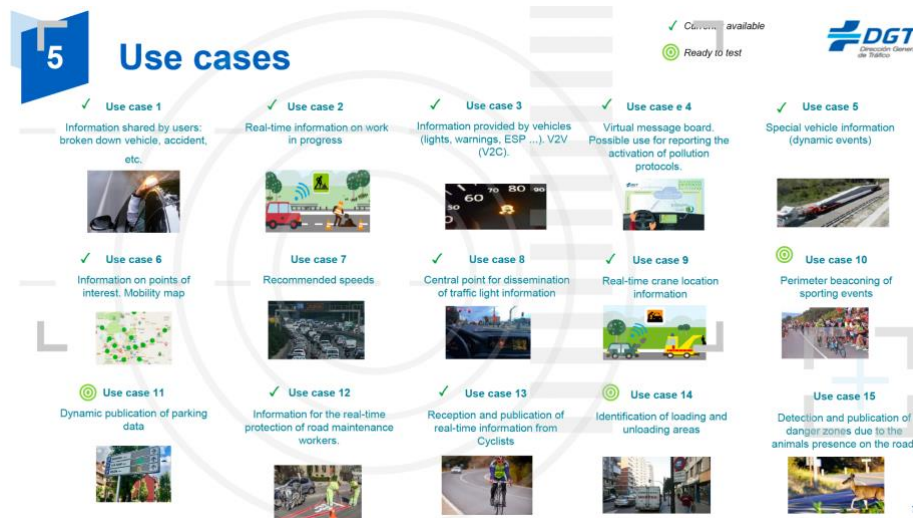 5
Use cases
✓ Currently available
Ready to test
DGT
Dirección General
de Tráfico
✓ Use case 1
Information shared by users:
broken down vehicle, accident,
etc.
✓ Use case 2
Real-time information on work
in progress
✓ Use case 3
Information provided by vehicles
(lights, warnings, ESP ...). V2V
(V2C).
60 70 80 90
✓ Use case e 4
Virtual message board.
Possible use for reporting the
activation of pollution
protocols.
✓ Use case 5
Special vehicle information
(dynamic events)
✓ Use case 6
Information on points of
interest. Mobility map
Use case 7
Recommended speeds
✓ Use case 8
Central point for dissemination
of traffic light information
✓ Use case 9
Real-time crane location
information
Use case 10
Perimeter beaconing of
sporting events
Use case 11
Dynamic publication of parking
data
✓ Use case 12
Information for the real-time
protection of road maintenance
workers.
✓ Use case 13
Reception and publication of
real-time information from
Cyclists
Use case 14
Identification of loading and
unloading areas
Use case 15
Detection and publication of
danger zones due to the
animals presence on the road